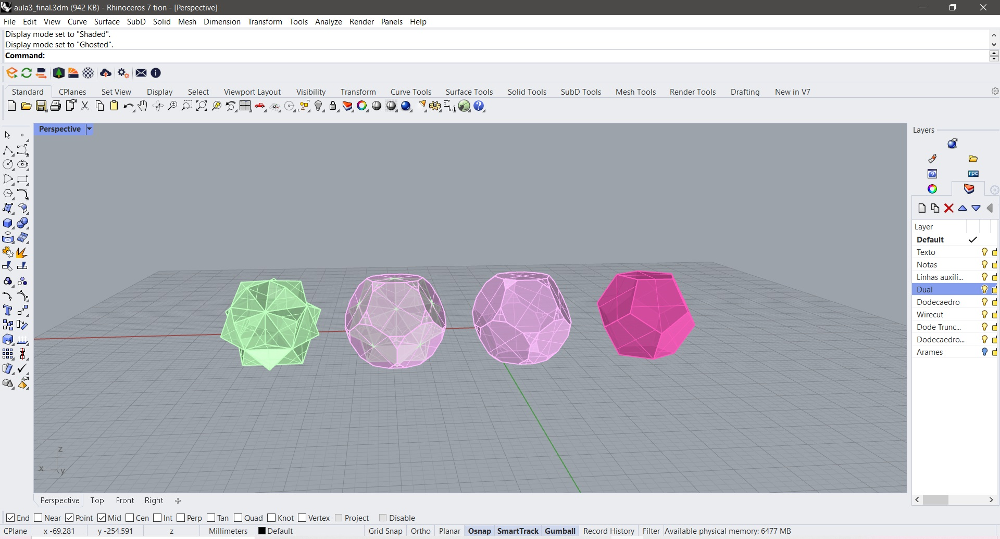 aula3_final.3dm (942 KB) - Rhinoceros 7 tion - [Perspective]
File Edit View Curve Surface SubD Solid Mesh Dimension Transform Tools Analyze Render Panels Help
Display mode set to "Shaded".
Display mode set to "Ghosted".
Command:
Standard CPlanes Set View Display Select Viewport Layout Visibility Transform Curve Tools Surface Tools Solid Tools SubD Tools Mesh Tools Render Tools Drafting New in V7
Perspective
Layers
rpc
Layer
Default
Texto
Notas
Linhas auxili...
Dual
Dodecaedro
Wirecut
Dode Trunc...
Dodecaedro...
Arames
z
x
y
Perspective Top Front Right
End Near Point Mid Cen Int Perp Tan Quad Knot Vertex Project Disable
CPlane x -69.281 y -254.591 z Millimeters Default Grid Snap Ortho Planar Osnap SmartTrack Gumball Record History Filter Available physical memory: 6477 MB